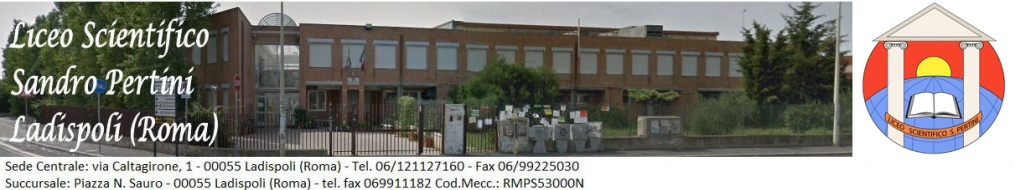 Liceo Scientifico
Sandro Pertini
Ladispoli (Roma)
LICEO SCIENTIFICO S. PERTINI
Sede Centrale: via Caltagirone, 1 - 00055 Ladispoli (Roma) - Tel. 06/121127160 - Fax 06/99225030
Succursale: Piazza N. Sauro - 00055 Ladispoli (Roma) - tel. fax 069911182 Cod.Mecc.: RMPS53000N